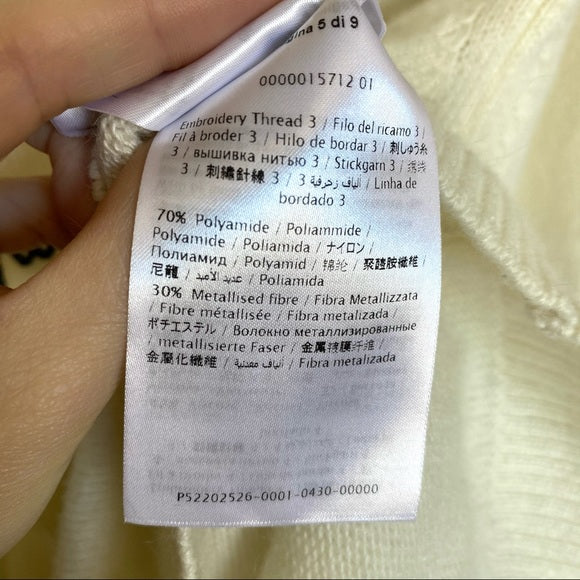 5 di 9
0000015712 01
Embroidery Thread 3 / Filo del ricamo 3 /
Fil à broder 3 / Hilo de bordar 3 / 刺しゅう糸
3 / вышивка нитью 3 / Stickgarn 3 / 绣线
3 / 刺繡針線 3 / ألياف زهرفية 3 / Linha de
bordado 3
70% Polyamide / Poliammide /
Polyamide / Poliamida / ナイロン /
Полиамид / Polyamid / 锦纶 / 聚醯胺纖維 /
尼龍 / عديد الأميد / Poliamida
30% Metallised fibre / Fibra Metallizzata
/ Fibre métallisée / Fibra metalizada /
ポチエステル / Волокно металлизированные
/ metallisierte Faser / 金属镀膜纤维 /
金屬化纖維 / ألياف معدنية / Fibra metalizada
P52202526-0001-0430-00000